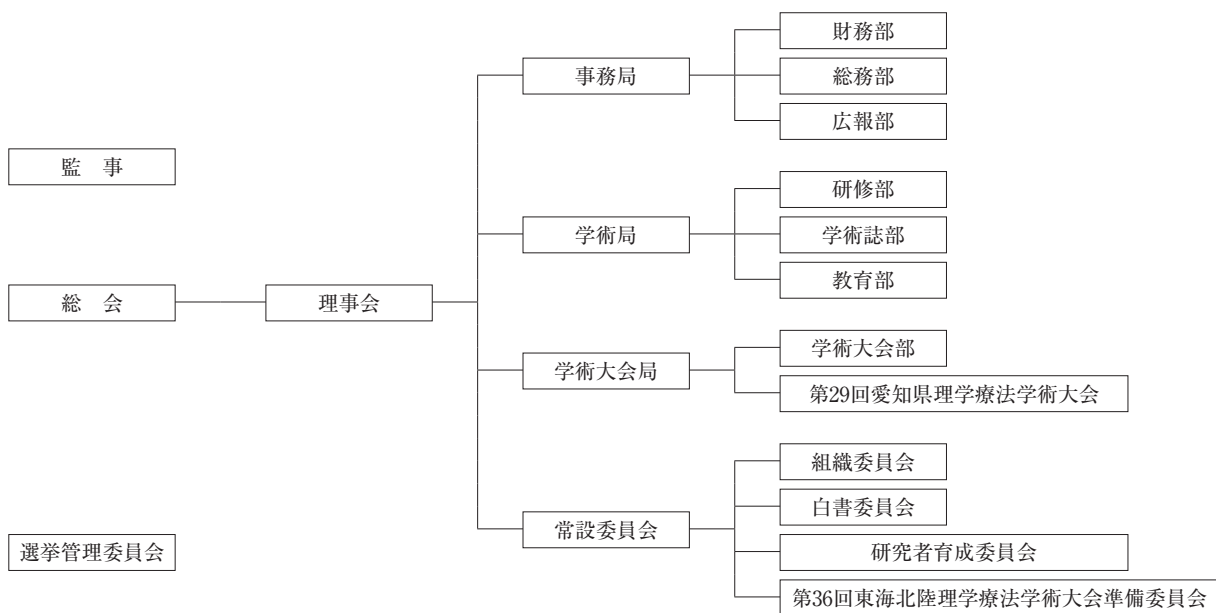 財務部
事務局
総務部
広報部
監　事
研修部
学術局
学術誌部
教育部
総　会
理事会
学術大会部
学術大会局
第29回愛知県理学療法学術大会
組織委員会
白書委員会
常設委員会
選挙管理委員会
研究者育成委員会
第36回東海北陸理学療法学術大会準備委員会